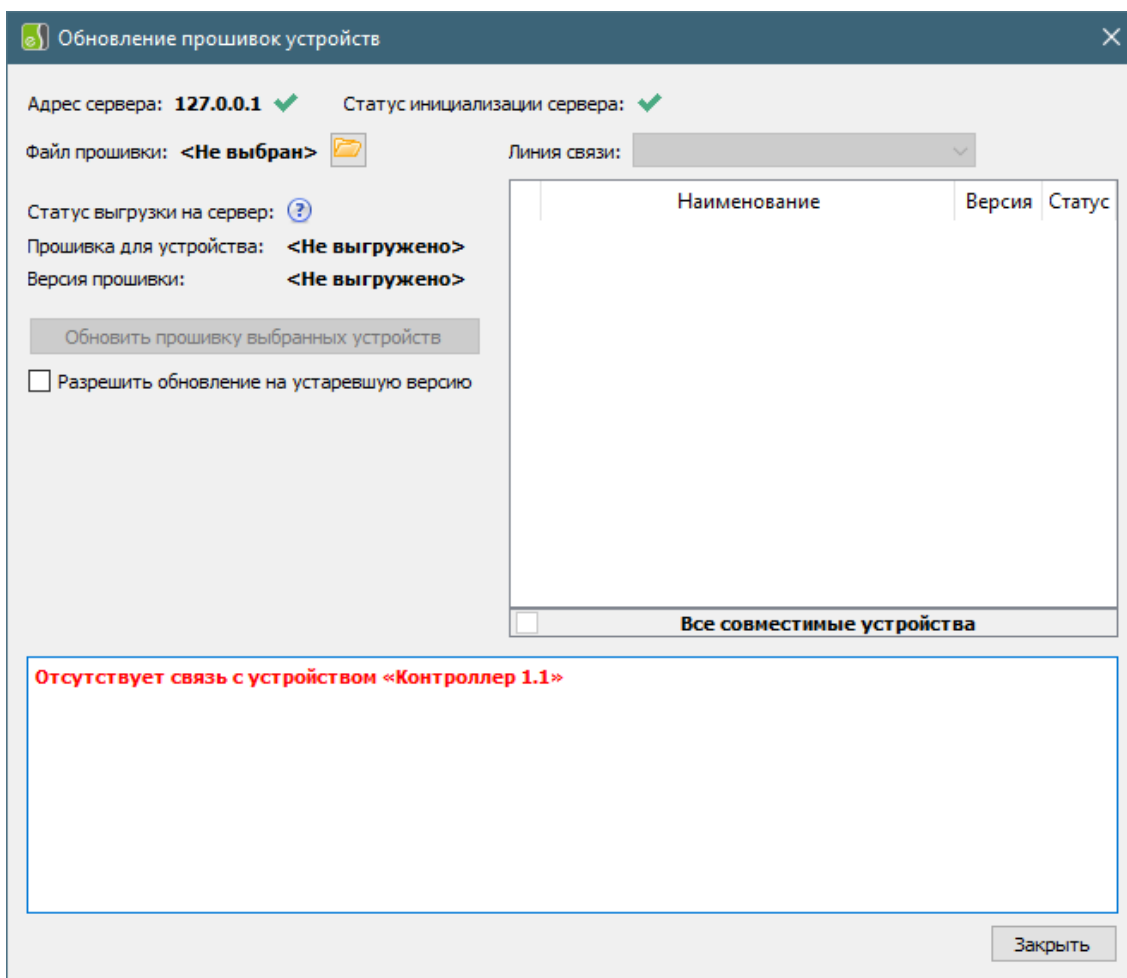 Обновление прошивок устройств
Адрес сервера: 127.0.0.1 Статус инициализации сервера:
Файл прошивки: <Не выбран> Линия связи:
Наименование Версия Статус
Статус выгрузки на сервер: ?
Прошивка для устройства: <Не выгружено>
Версия прошивки: <Не выгружено>
Обновить прошивку выбранных устройств
Разрешить обновление на устаревшую версию
Все совместимые устройства
Отсутствует связь с устройством «Контроллер 1.1»
Закрыть